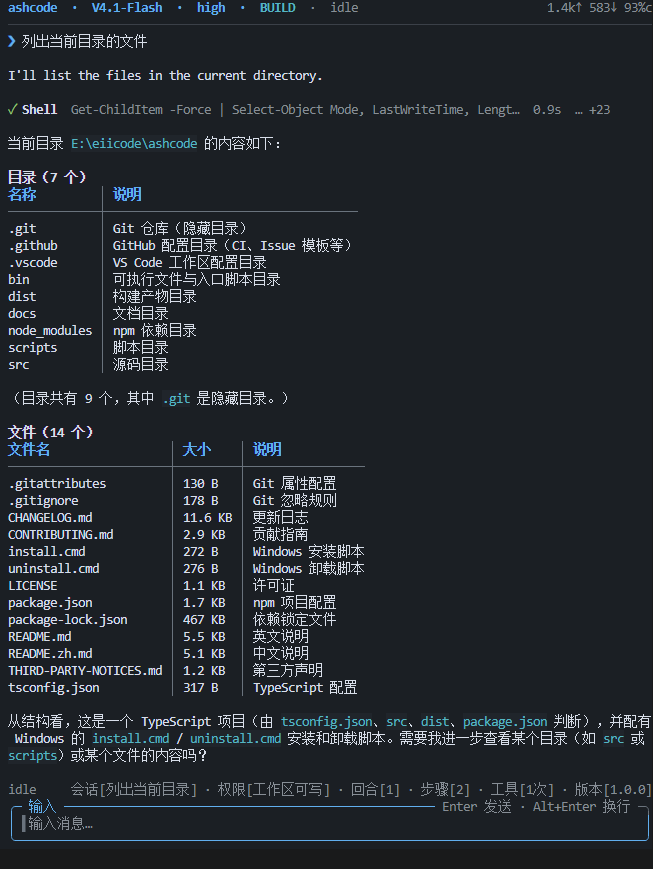 ashcode • V4.1-Flash • high • BUILD · idle 1.4k↑ 583↓ 93%c
❯ 列出当前目录的文件
I'll list the files in the current directory.
✓ Shell Get-ChildItem -Force | Select-Object Mode, LastWriteTime, Lengt… 0.9s … +23
当前目录 E:\eiicode\ashcode 的内容如下：
目录（7 个）
名称 说明
.git Git 仓库（隐藏目录）
.github GitHub 配置目录（CI、Issue 模板等）
.vscode VS Code 工作区配置目录
bin 可执行文件与入口脚本目录
dist 构建产物目录
docs 文档目录
node_modules npm 依赖目录
scripts 脚本目录
src 源码目录
（目录共有 9 个，其中 .git 是隐藏目录。）
文件（14 个）
文件名 大小 说明
.gitattributes 130 B Git 属性配置
.gitignore 178 B Git 忽略规则
CHANGELOG.md 11.6 KB 更新日志
CONTRIBUTING.md 2.9 KB 贡献指南
install.cmd 272 B Windows 安装脚本
uninstall.cmd 276 B Windows 卸载脚本
LICENSE 1.1 KB 许可证
package.json 1.7 KB npm 项目配置
package-lock.json 467 KB 依赖锁定文件
README.md 5.5 KB 英文说明
README.zh.md 5.1 KB 中文说明
THIRD-PARTY-NOTICES.md 1.2 KB 第三方声明
tsconfig.json 317 B TypeScript 配置
从结构看，这是一个 TypeScript 项目（由 tsconfig.json、src、dist、package.json 判断），并配有
Windows 的 install.cmd / uninstall.cmd 安装和卸载脚本。需要我进一步查看某个目录（如 src 或
scripts）或某个文件的内容吗？
idle 会话[列出当前目录] · 权限[工作区可写] · 回合[1] · 步骤[2] · 工具[1次] · 版本[1.0.0]
输入 Enter 发送 · Alt+Enter 换行
输入消息…